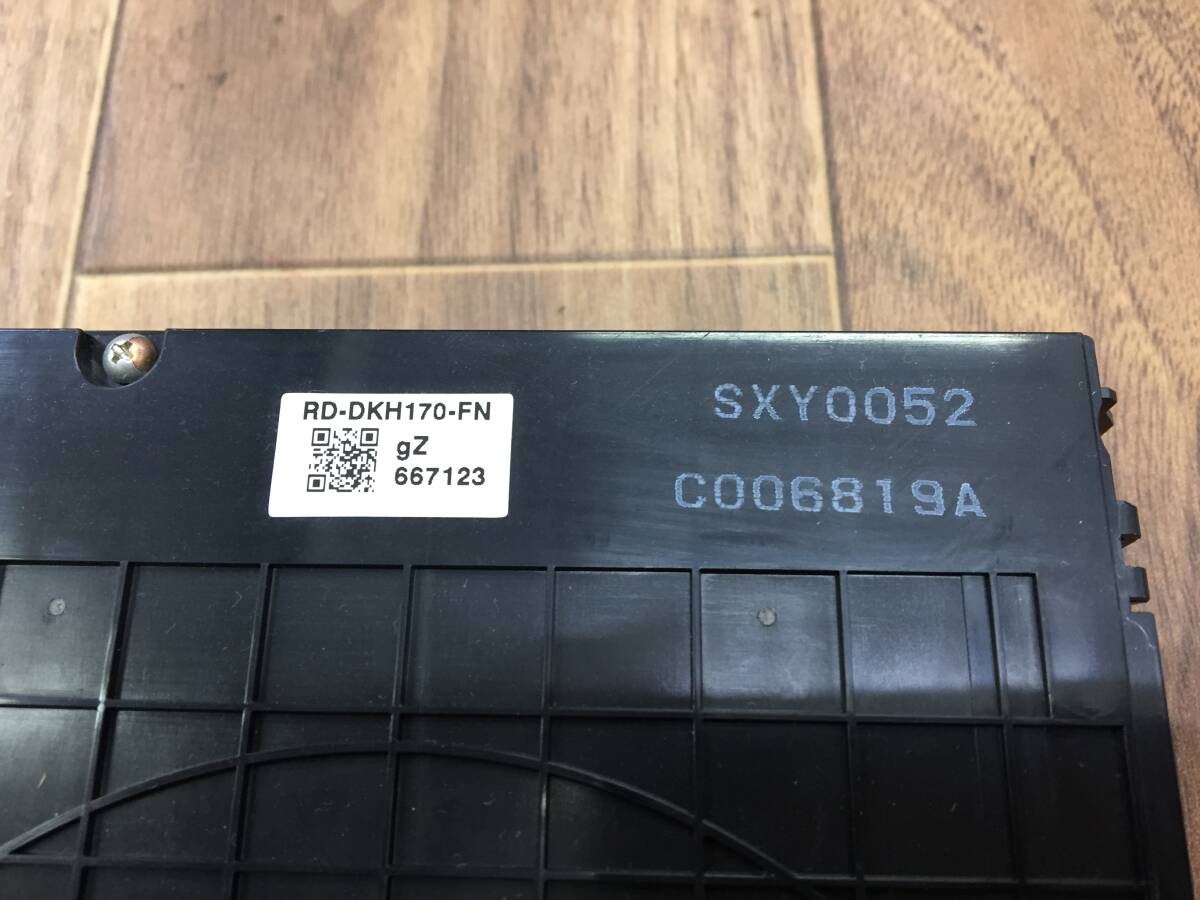 RD-DKH170-FN
gZ
667123
SXY0052
C006819A